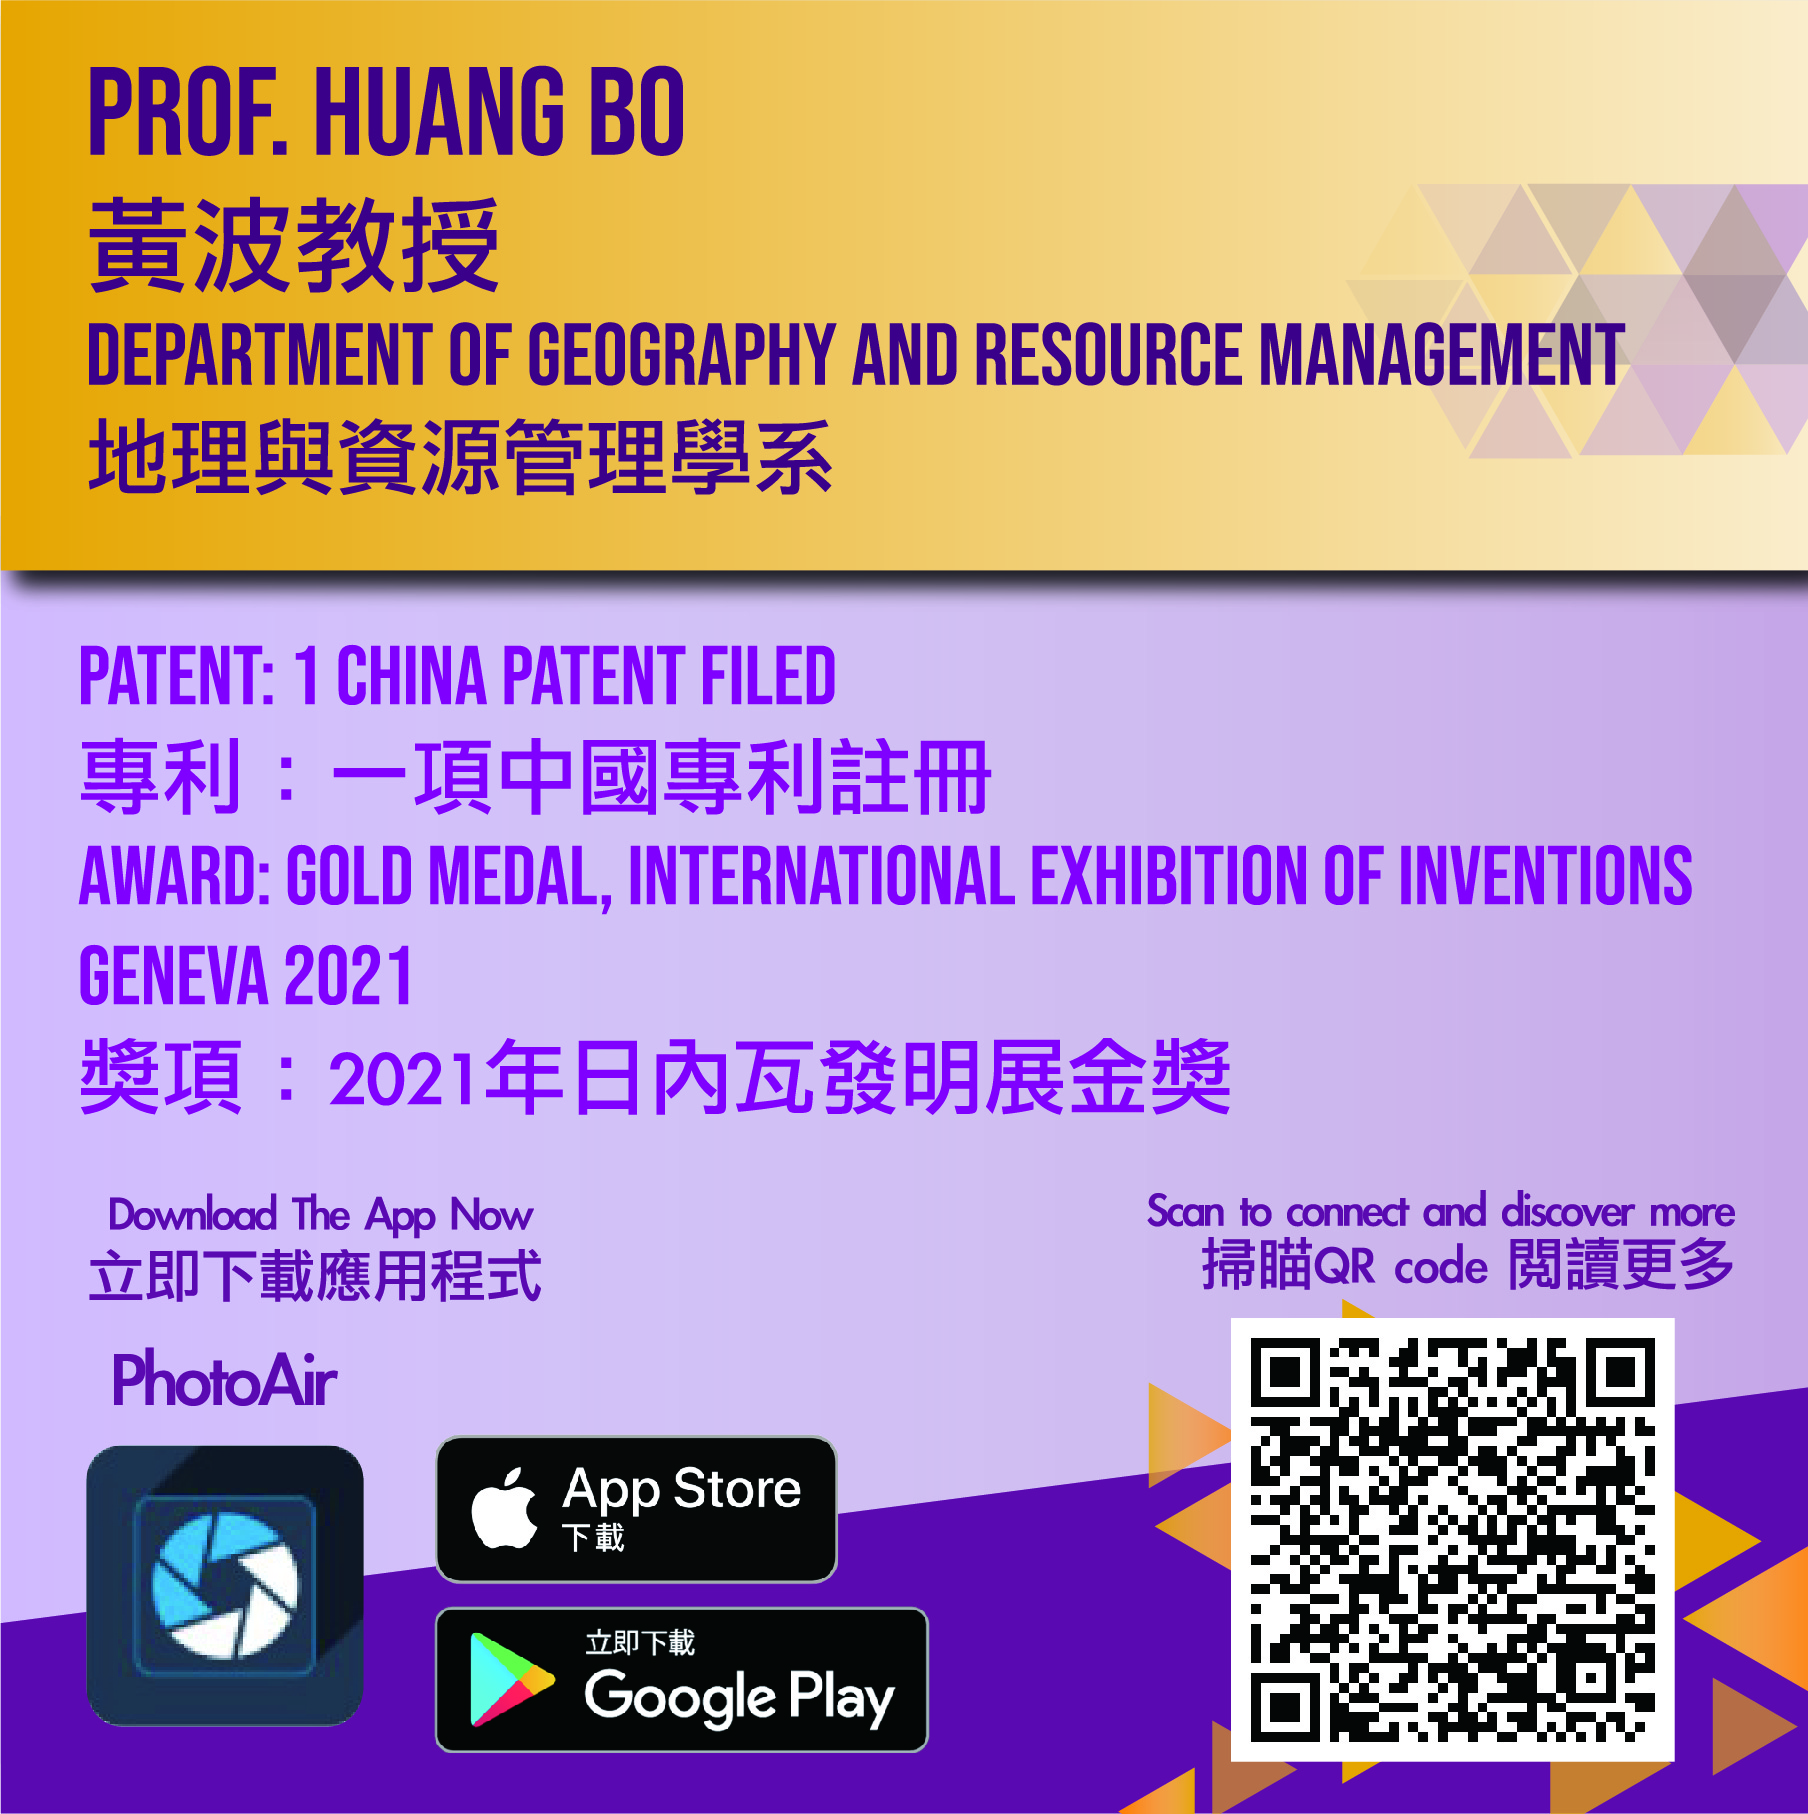 PROF. HUANG BO
黃波教授
DEPARTMENT OF GEOGRAPHY AND RESOURCE MANAGEMENT
地理與資源管理學系
PATENT: 1 CHINA PATENT FILED
專利：一項中國專利註冊
AWARD: GOLD MEDAL, INTERNATIONAL EXHIBITION OF INVENTIONS
GENEVA 2021
獎項：2021年日內瓦發明展金獎
Download The App Now
立即下載應用程式
PhotoAir
App Store
下載
立即下載
Google Play
Scan to connect and discover more
掃瞄QR code 閱讀更多